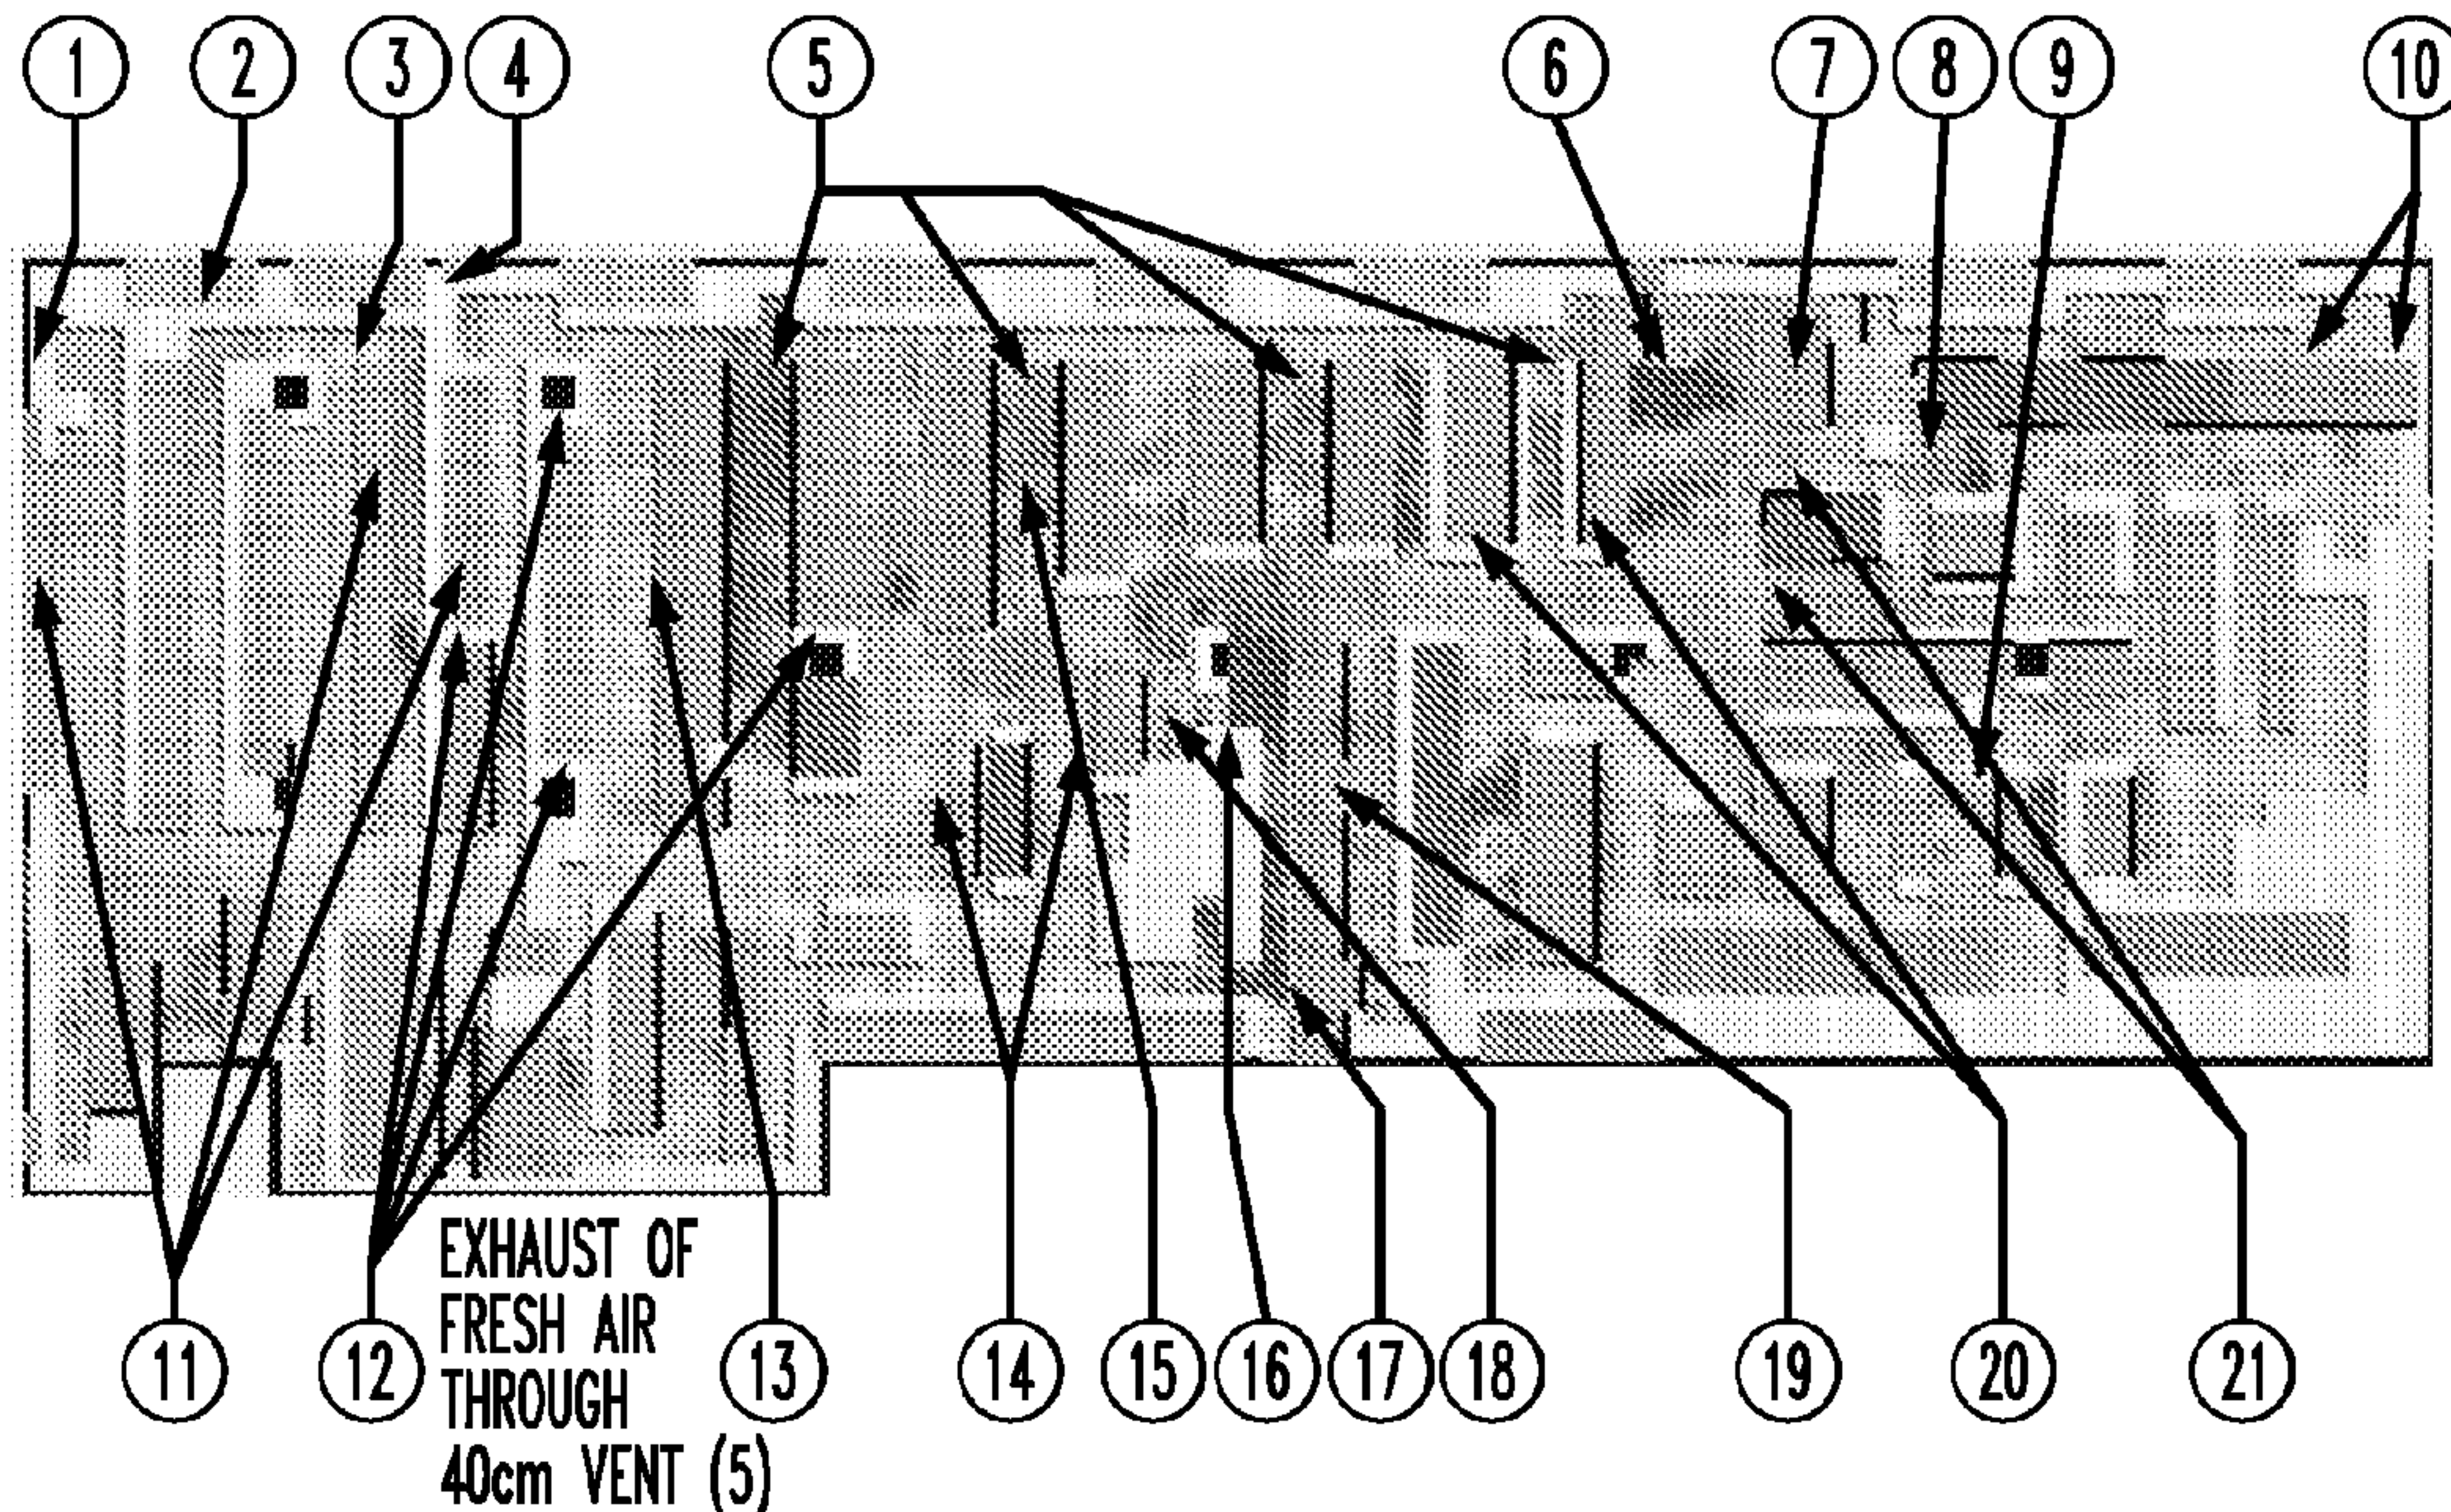 1 2 3 4 5 6 7 8 9 10
EXHAUST OF
FRESH AIR
THROUGH
40cm VENT (5)
11 12 13 14 15 16 17 18 19 20 21